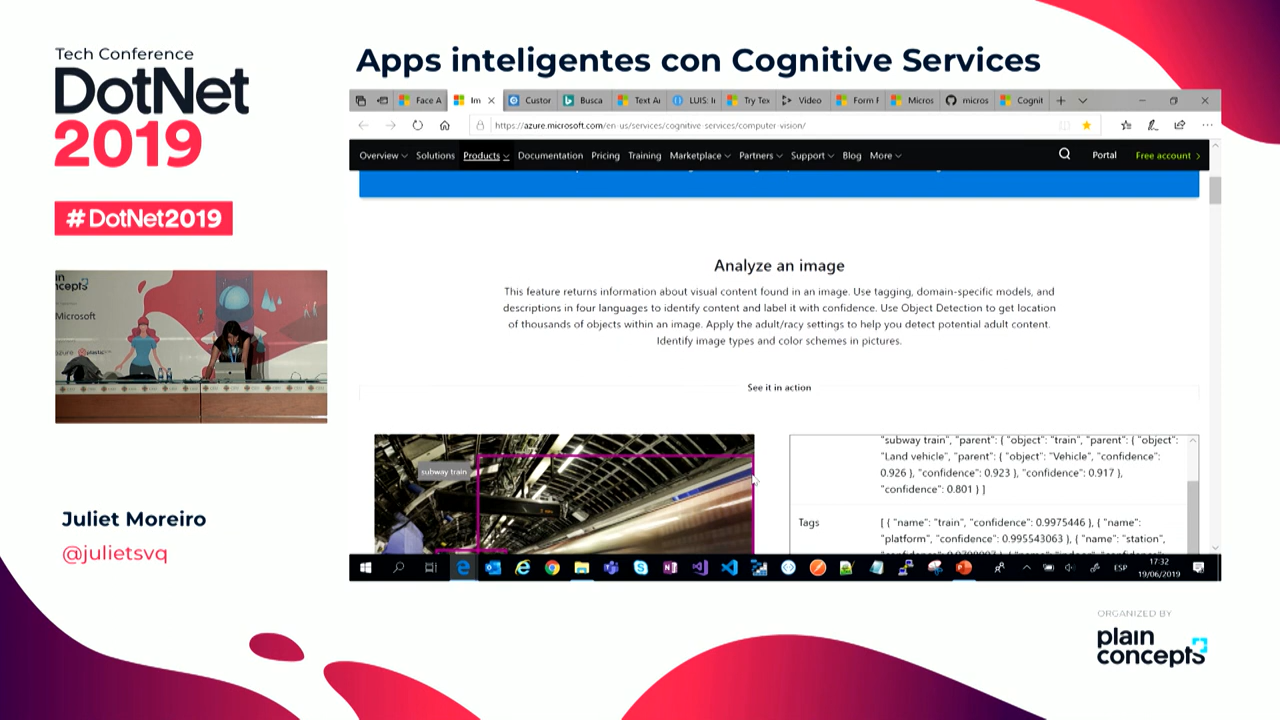 Tech Conference
DotNet
2019
#DotNet2019
Microsoft
Juliet Moreiro
@julietsvq
Apps inteligentes con Cognitive Services
Face A
Im
Custor
Busca
Text Ai
LUIS: I
Try Tex
Video
Form F
Micros
micros
Cognit
https://azure.microsoft.com/en-us/services/cognitive-services/computer-vision/
Overview
Solutions
Products
Documentation
Pricing
Training
Marketplace
Partners
Support
Blog
More
Portal
Free account
Analyze an image
This feature returns information about visual content found in an image. Use tagging, domain-specific models, and
descriptions in four languages to identify content and label it with confidence. Use Object Detection to get location
of thousands of objects within an image. Apply the adult/racy settings to help you detect potential adult content.
Identify image types and color schemes in pictures.
See it in action
subway train
"subway train", "parent": { "object": "train", "parent": { "object":
"Land vehicle", "parent": { "object": "Vehicle", "confidence":
0.926 }, "confidence": 0.923 }, "confidence": 0.917 },
"confidence": 0.801 } ]
Tags
[ { "name": "train", "confidence": 0.9975446 }, { "name":
"platform", "confidence": 0.995543063 }, { "name": "station",
ESP
17:32
19/06/2019
ORGANIZED BY
plain
concepts